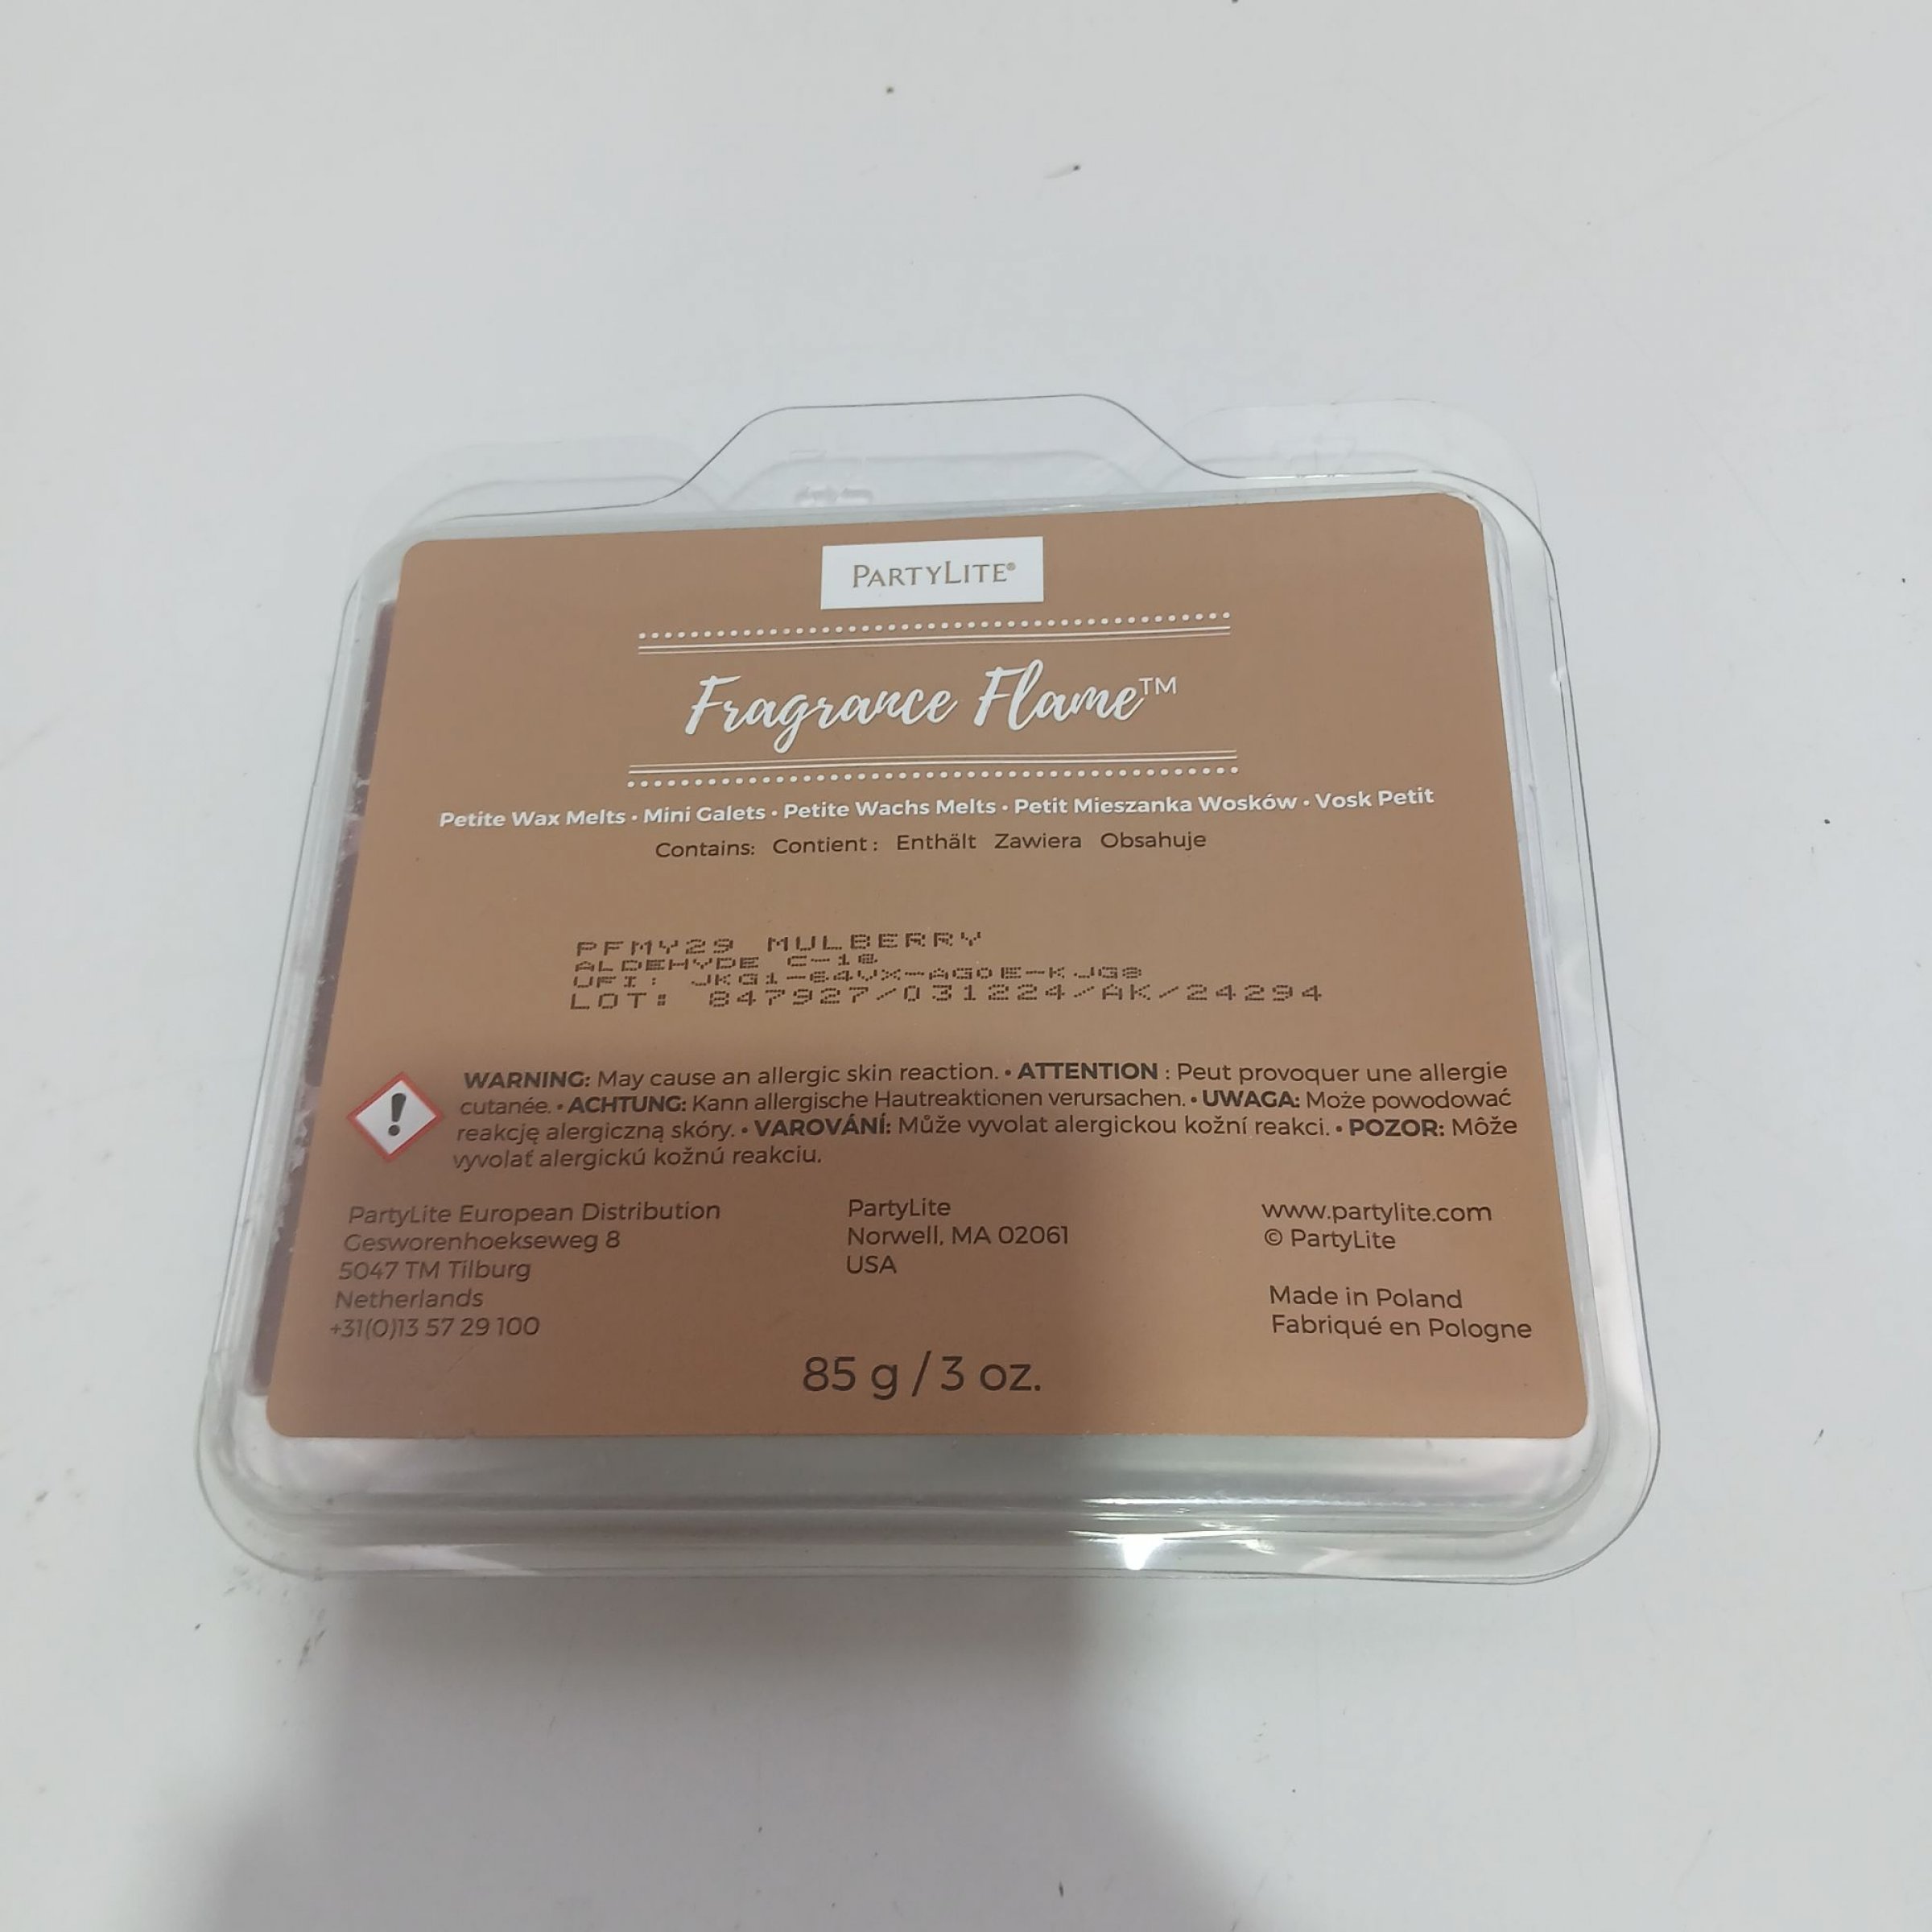 PARTYLITE®
Fragrance Flame™
Petite Wax Melts • Mini Galets • Petite Wachs Melts • Petit Mieszanka Wosków • Vosk Petit
Contains: Contient : Enthält Zawiera Obsahuje
PFMY29 MULBERRY
ALDEHYDE
UFI:
LOT: 847927/031224/AK/24294
WARNING: May cause an allergic skin reaction. • ATTENTION : Peut provoquer une allergie
cutanée. • ACHTUNG: Kann allergische Hautreaktionen verursachen. • UWAGA: Może powodować
reakcję alergiczną skóry. • VAROVÁNÍ: Může vyvolat alergickou kožní reakci. • POZOR: Môže
vyvolať alergickú kožnú reakciu.
PartyLite European Distribution
Gesworenhoekseweg 8
5047 TM Tilburg
Netherlands
+31(0)13 57 29 100
PartyLite
Norwell, MA 02061
USA
www.partylite.com
© PartyLite
Made in Poland
Fabriqué en Pologne
85 g / 3 oz.